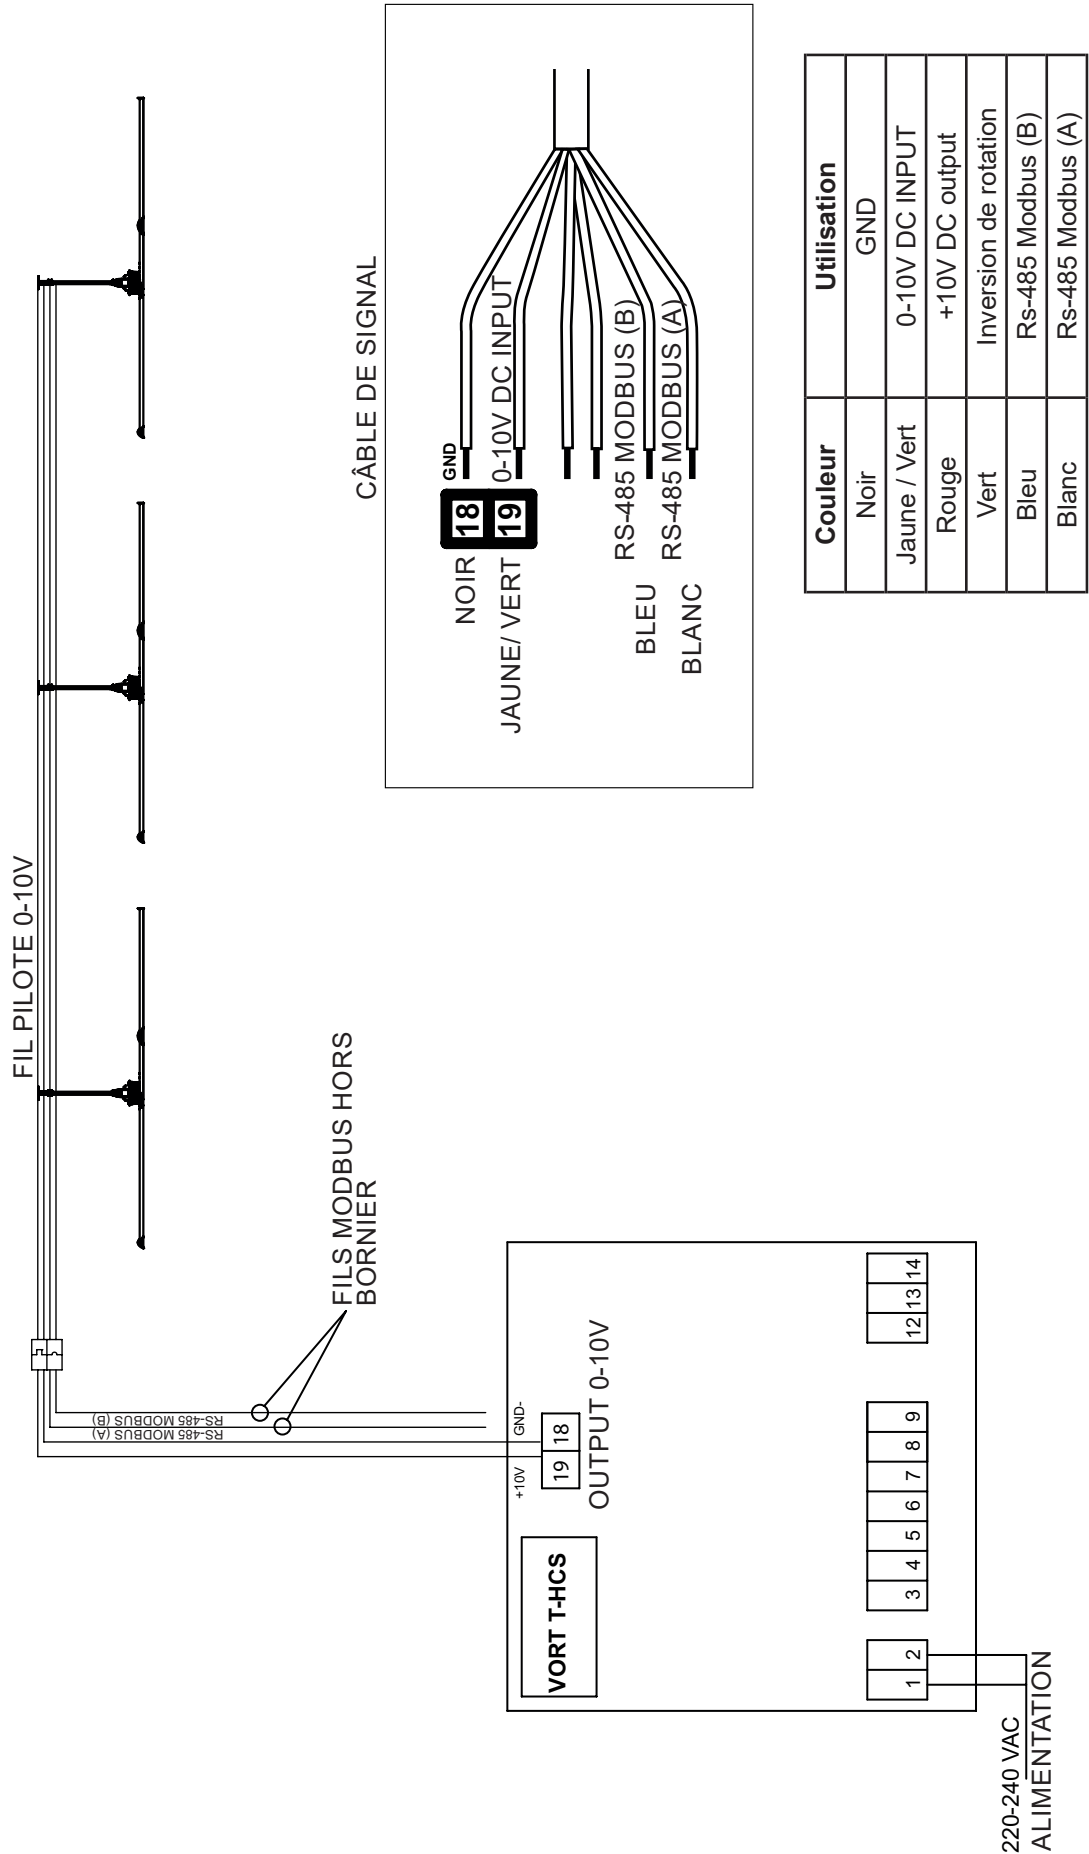 FIL PILOTE 0-10V
RS-485 MODBUS (B)
RS-485 MODBUS (A)
FILS MODBUS HORS
BORNIER
+10V
GND-
19 18
OUTPUT 0-10V
VORT T-HCS
1 2
3 4 5 6 7 8 9
12 13 14
220-240 VAC
ALIMENTATION
CÂBLE DE SIGNAL
NOIR
18
GND
JAUNE/ VERT
19
0-10V DC INPUT
BLEU
RS-485 MODBUS (B)
BLANC
RS-485 MODBUS (A)
Couleur Utilisation
Noir GND
Jaune / Vert 0-10V DC INPUT
Rouge +10V DC output
Vert Inversion de rotation
Bleu Rs-485 Modbus (B)
Blanc Rs-485 Modbus (A)